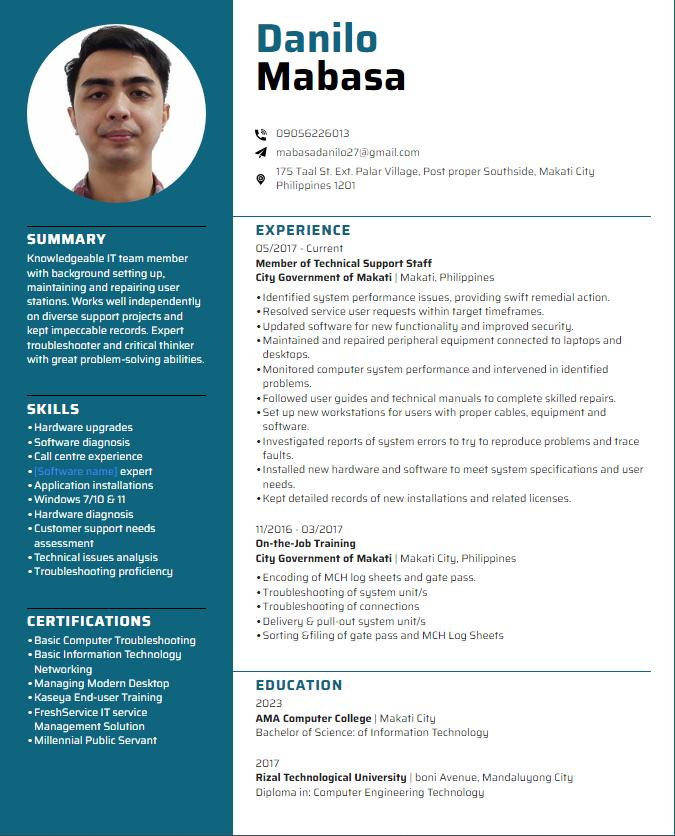 Danilo
Mabasa
09056226013
mabasadanilo27@gmail.com
175 Taal St. Ext. Palar Village, Post proper Southside, Makati City
Philippines 1201
SUMMARY
Knowledgeable IT team member
with background setting up,
maintaining and repairing user
stations. Works well independently
on diverse support projects and
kept impeccable records. Expert
troubleshooter and critical thinker
with great problem-solving abilities.
SKILLS
•Hardware upgrades
•Software diagnosis
•Call centre experience
•[Software name] expert
•Application installations
•Windows 7/10 & 11
•Hardware diagnosis
•Customer support needs
assessment
•Technical issues analysis
•Troubleshooting proficiency
CERTIFICATIONS
•Basic Computer Troubleshooting
•Basic Information Technology
Networking
•Managing Modern Desktop
•Kaseya End-user Training
•FreshService IT service
Management Solution
•Millennial Public Servant
EXPERIENCE
05/2017 - Current
Member of Technical Support Staff
City Government of Makati | Makati, Philippines
•Identified system performance issues, providing swift remedial action.
•Resolved service user requests within target timeframes.
•Updated software for new functionality and improved security.
•Maintained and repaired peripheral equipment connected to laptops and
desktops.
•Monitored computer system performance and intervened in identified
problems.
•Followed user guides and technical manuals to complete skilled repairs.
•Set up new workstations for users with proper cables, equipment and
software.
•Investigated reports of system errors to try to reproduce problems and trace
faults.
•Installed new hardware and software to meet system specifications and user
needs.
•Kept detailed records of new installations and related licenses.
11/2016 - 03/2017
On-the-Job Training
City Government of Makati | Makati City, Philippines
•Encoding of MCH log sheets and gate pass.
•Troubleshooting of system unit/s
•Troubleshooting of connections
•Delivery & pull-out system unit/s
•Sorting &filing of gate pass and MCH Log Sheets
EDUCATION
2023
AMA Computer College | Makati City
Bachelor of Science: of Information Technology
2017
Rizal Technological University | boni Avenue, Mandaluyong City
Diploma in: Computer Engineering Technology